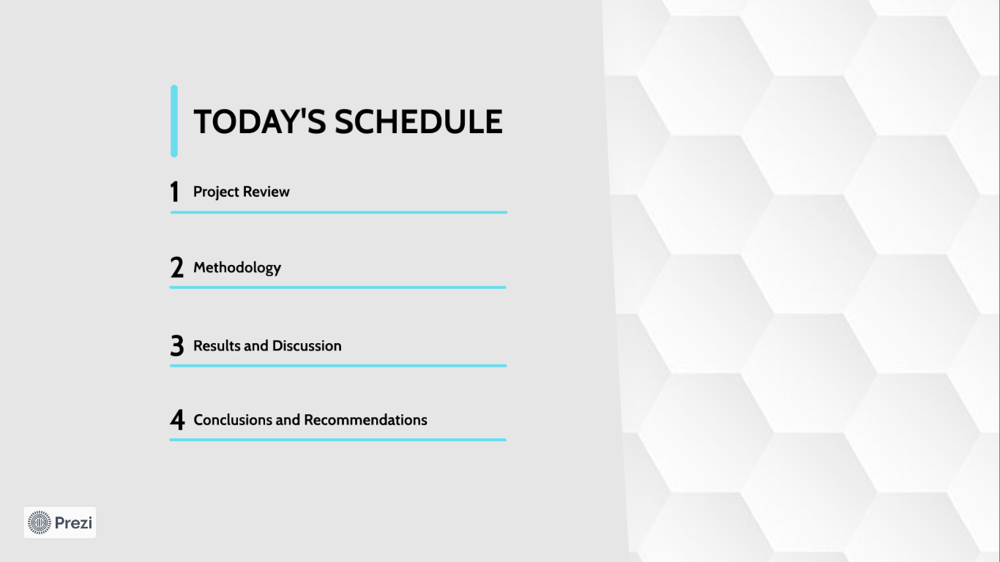 TODAY'S SCHEDULE
1 Project Review
2 Methodology
3 Results and Discussion
4 Conclusions and Recommendations
Prezi